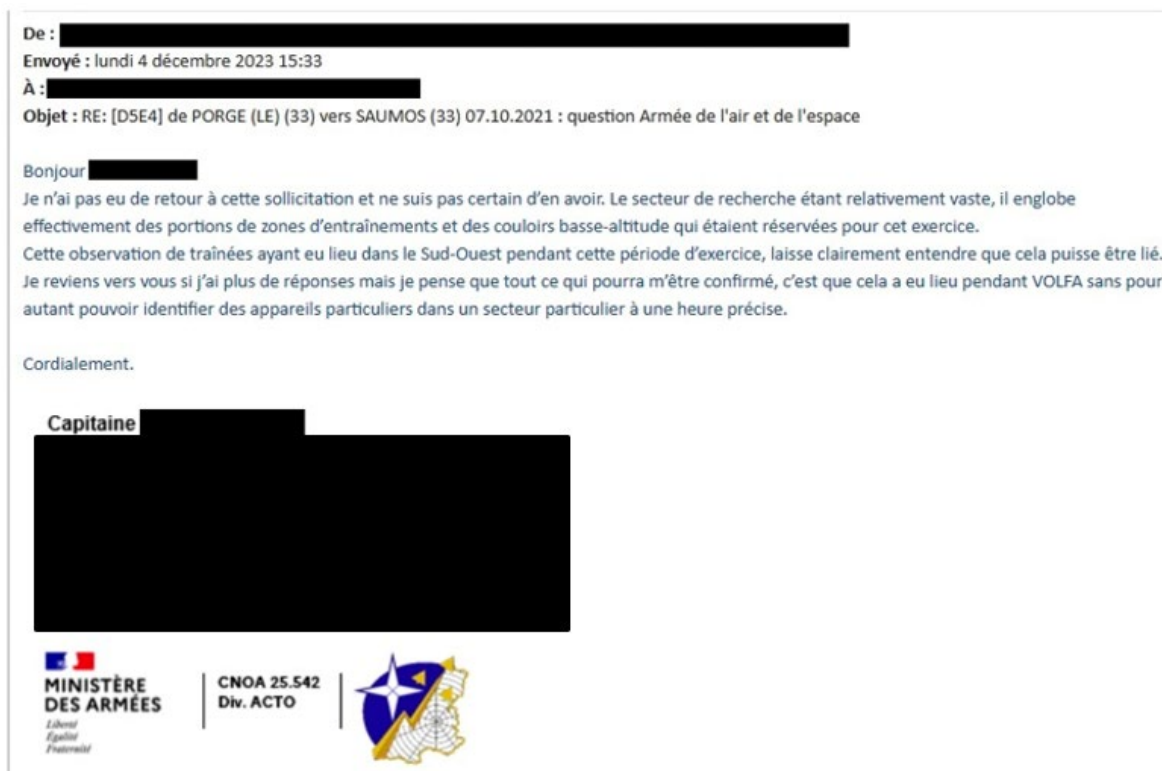 De :
Envoyé : lundi 4 décembre 2023 15:33
À :
Objet : RE: [D5E4] de PORGE (LE) (33) vers SAUMOS (33) 07.10.2021 : question Armée de l'air et de l'espace
Bonjour
Je n'ai pas eu de retour à cette sollicitation et ne suis pas certain d'en avoir. Le secteur de recherche étant relativement vaste, il englobe
effectivement des portions de zones d'entraînements et des couloirs basse-altitude qui étaient réservées pour cet exercice.
Cette observation de traînées ayant eu lieu dans le Sud-Ouest pendant cette période d'exercice, laisse clairement entendre que cela puisse être lié.
Je reviens vers vous si j'ai plus de réponses mais je pense que tout ce qui pourra m'être confirmé, c'est que cela a eu lieu pendant VOLFA sans pour
autant pouvoir identifier des appareils particuliers dans un secteur particulier à une heure précise.
Cordialement.
Capitaine
MINISTÈRE
DES ARMÉES
Liberté
Égalité
Fraternité
CNOA 25.542
Div. ACTO